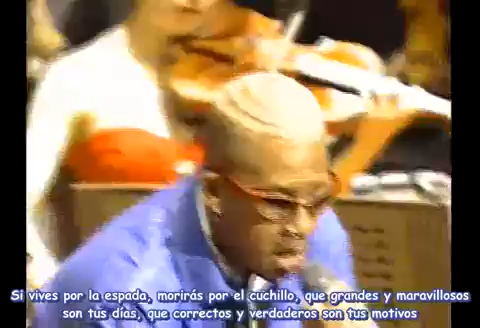 Si vives por la espada, morirás por el cuchillo, que grandes y maravillosos
son tus días, que correctos y verdaderos son tus motivos